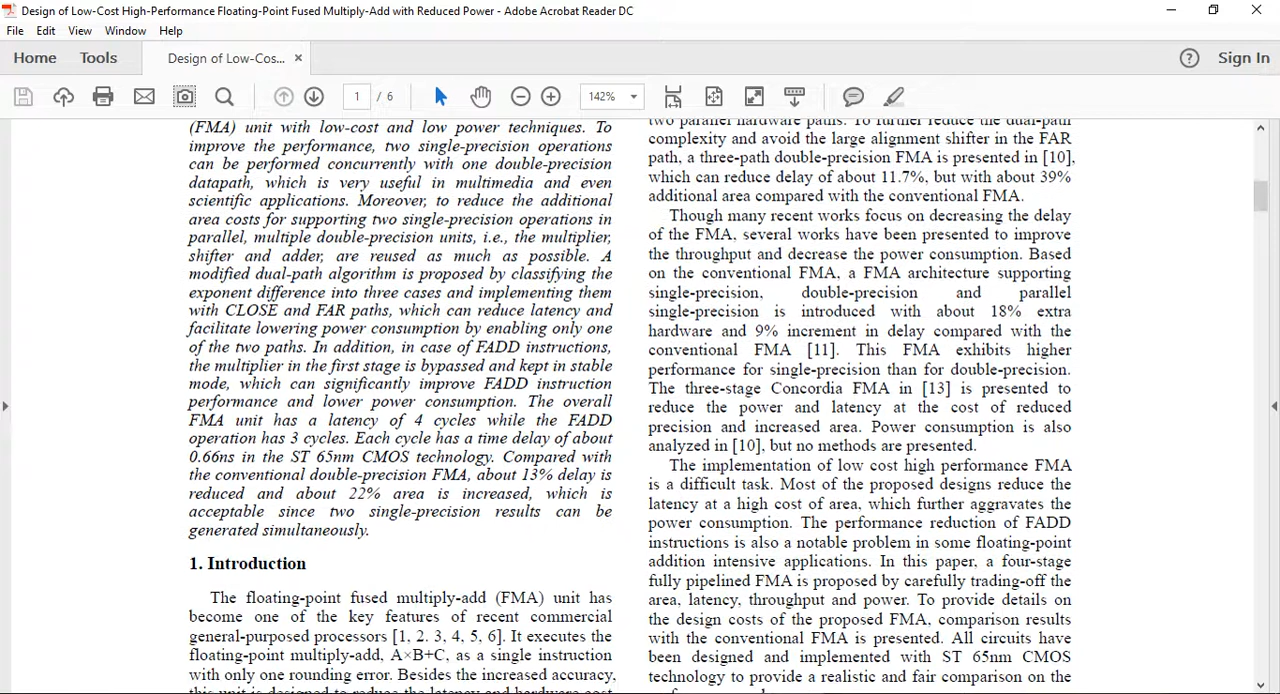 Design of Low-Cost High-Performance Floating-Point Fused Multiply-Add with Reduced Power - Adobe Acrobat Reader DC
File Edit View Window Help
Home Tools Design of Low-Cos... × Sign In
1 / 6 142%
(FMA) unit with low-cost and low power techniques. To
improve the performance, two single-precision operations
can be performed concurrently with one double-precision
datapath, which is very useful in multimedia and even
scientific applications. Moreover, to reduce the additional
area costs for supporting two single-precision operations in
parallel, multiple double-precision units, i.e., the multiplier,
shifter and adder, are reused as much as possible. A
modified dual-path algorithm is proposed by classifying the
exponent difference into three cases and implementing them
with CLOSE and FAR paths, which can reduce latency and
facilitate lowering power consumption by enabling only one
of the two paths. In addition, in case of FADD instructions,
the multiplier in the first stage is bypassed and kept in stable
mode, which can significantly improve FADD instruction
performance and lower power consumption. The overall
FMA unit has a latency of 4 cycles while the FADD
operation has 3 cycles. Each cycle has a time delay of about
0.66ns in the ST 65nm CMOS technology. Compared with
the conventional double-precision FMA, about 13% delay is
reduced and about 22% area is increased, which is
acceptable since two single-precision results can be
generated simultaneously.
1. Introduction
The floating-point fused multiply-add (FMA) unit has
become one of the key features of recent commercial
general-purposed processors [1, 2. 3, 4, 5, 6]. It executes the
floating-point multiply-add, A×B+C, as a single instruction
with only one rounding error. Besides the increased accuracy,
this unit is designed to reduce the latency and hardware cost
two parallel hardware paths. To further reduce the dual-path
complexity and avoid the large alignment shifter in the FAR
path, a three-path double-precision FMA is presented in [10],
which can reduce delay of about 11.7%, but with about 39%
additional area compared with the conventional FMA.
Though many recent works focus on decreasing the delay
of the FMA, several works have been presented to improve
the throughput and decrease the power consumption. Based
on the conventional FMA, a FMA architecture supporting
single-precision, double-precision and parallel
single-precision is introduced with about 18% extra
hardware and 9% increment in delay compared with the
conventional FMA [11]. This FMA exhibits higher
performance for single-precision than for double-precision.
The three-stage Concordia FMA in [13] is presented to
reduce the power and latency at the cost of reduced
precision and increased area. Power consumption is also
analyzed in [10], but no methods are presented.
The implementation of low cost high performance FMA
is a difficult task. Most of the proposed designs reduce the
latency at a high cost of area, which further aggravates the
power consumption. The performance reduction of FADD
instructions is also a notable problem in some floating-point
addition intensive applications. In this paper, a four-stage
fully pipelined FMA is proposed by carefully trading-off the
area, latency, throughput and power. To provide details on
the design costs of the proposed FMA, comparison results
with the conventional FMA is presented. All circuits have
been designed and implemented with ST 65nm CMOS
technology to provide a realistic and fair comparison on the